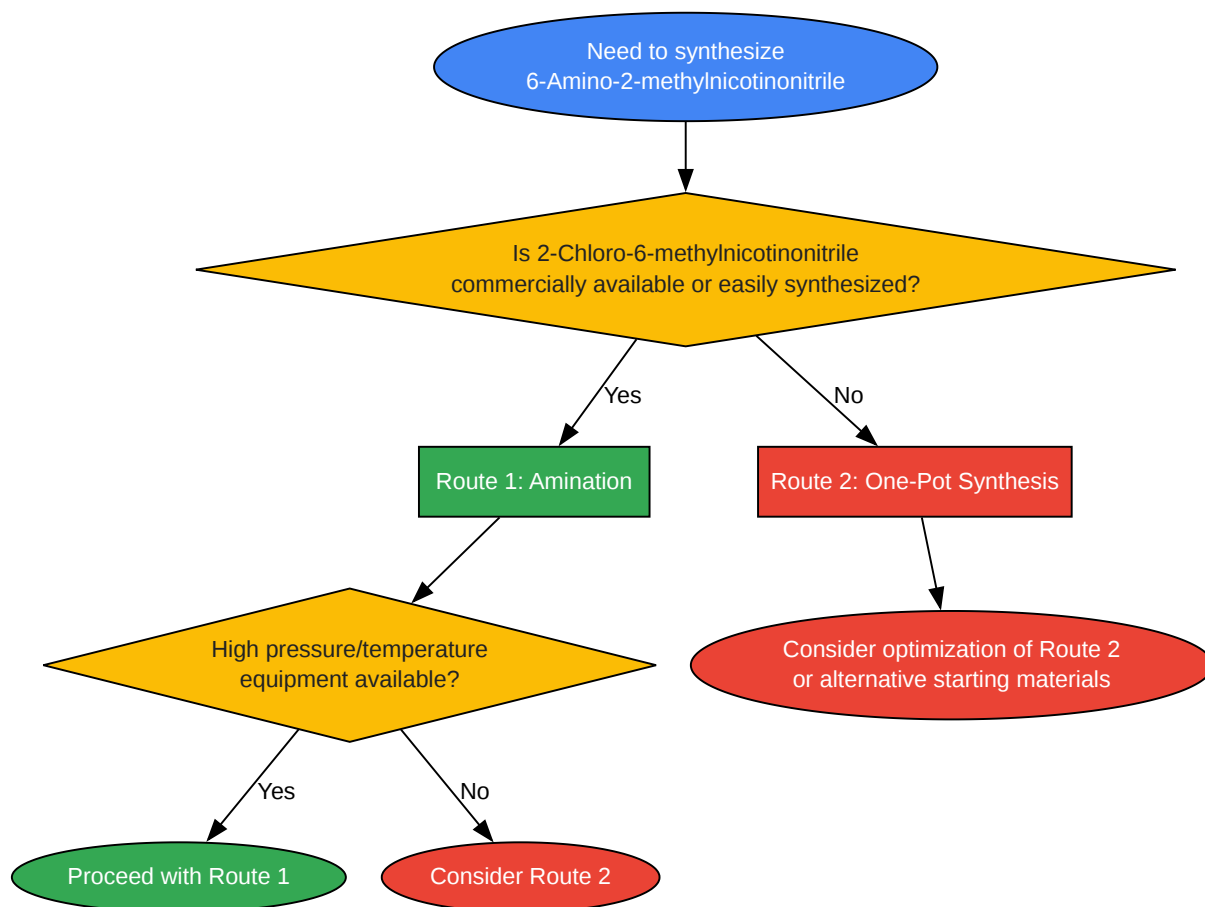 Need to synthesize
6-Amino-2-methylnicotinonitrile
Is 2-Chloro-6-methylnicotinonitrile
commercially available or easily synthesized?
Yes
No
Route 1: Amination
Route 2: One-Pot Synthesis
High pressure/temperature
equipment available?
Consider optimization of Route 2
or alternative starting materials
Yes
No
Proceed with Route 1
Consider Route 2